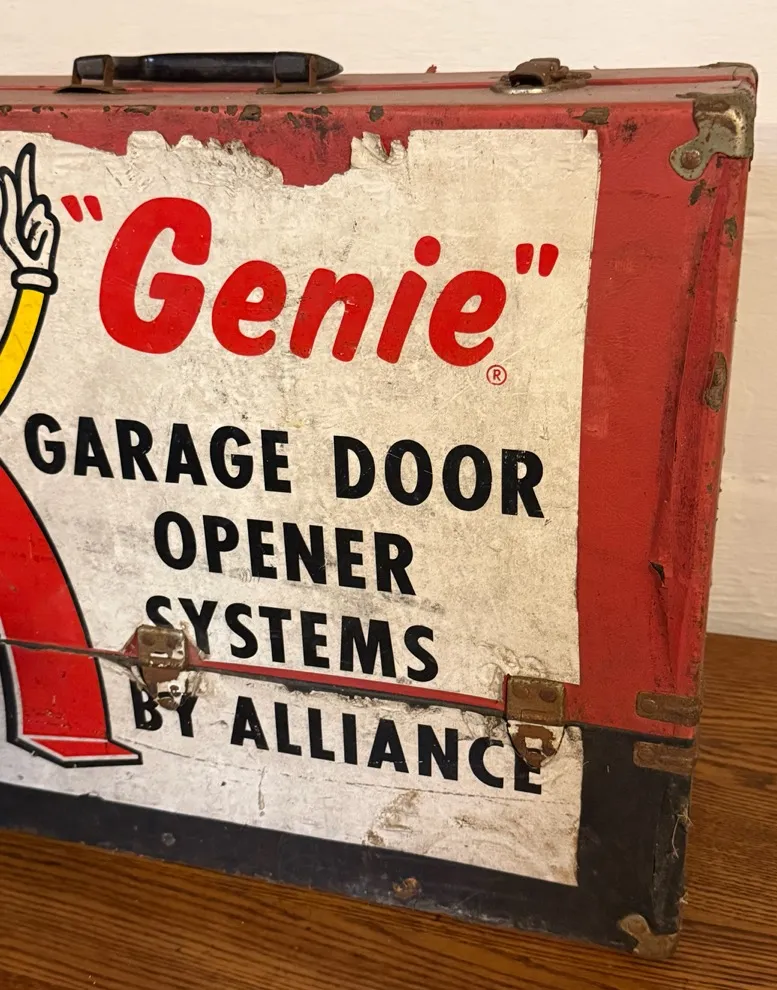 "Genie"®
GARAGE DOOR
OPENER
SYSTEMS
BY ALLIANCE